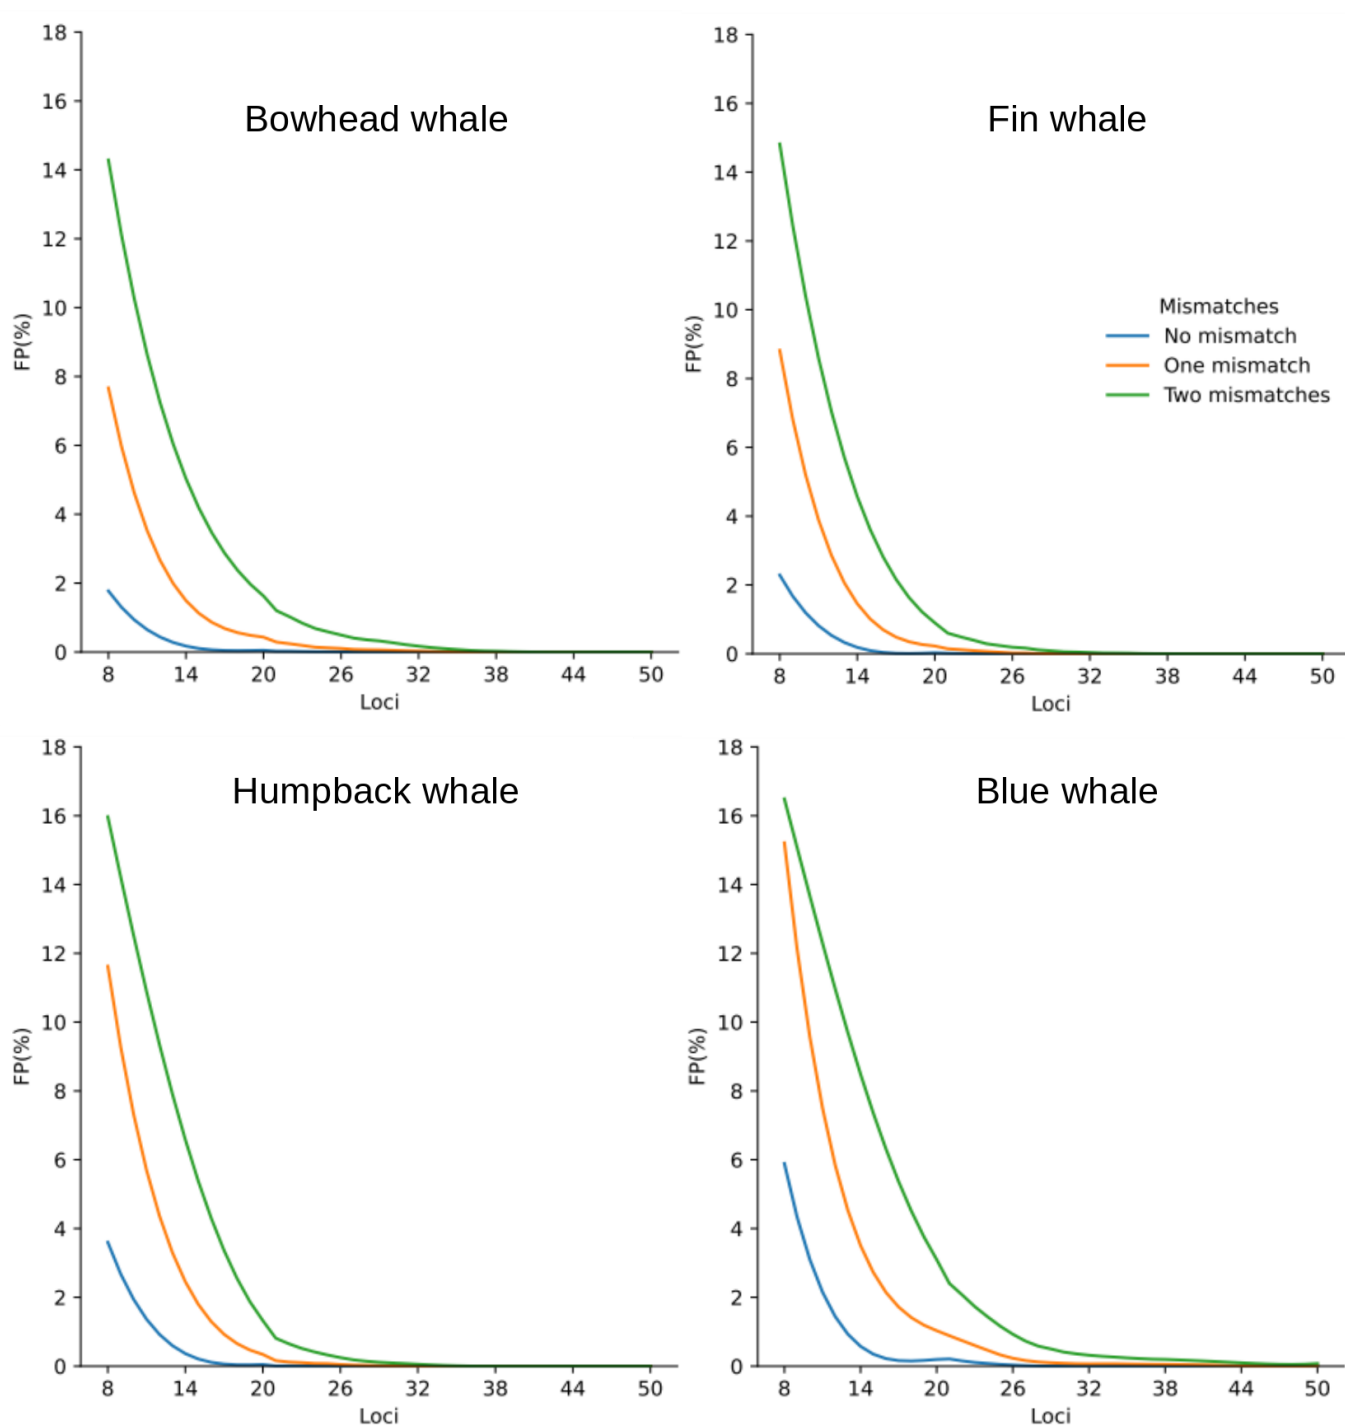 Bowhead whale
18
16
14
12
10
8
6
4
2
0
FP(%)
8 14 20 26 32 38 44 50
Loci
Fin whale
18
16
14
12
10
8
6
4
2
0
FP(%)
Mismatches
No mismatch
One mismatch
Two mismatches
8 14 20 26 32 38 44 50
Loci
Humpback whale
18
16
14
12
10
8
6
4
2
0
FP(%)
8 14 20 26 32 38 44 50
Loci
Blue whale
18
16
14
12
10
8
6
4
2
0
FP(%)
8 14 20 26 32 38 44 50
Loci